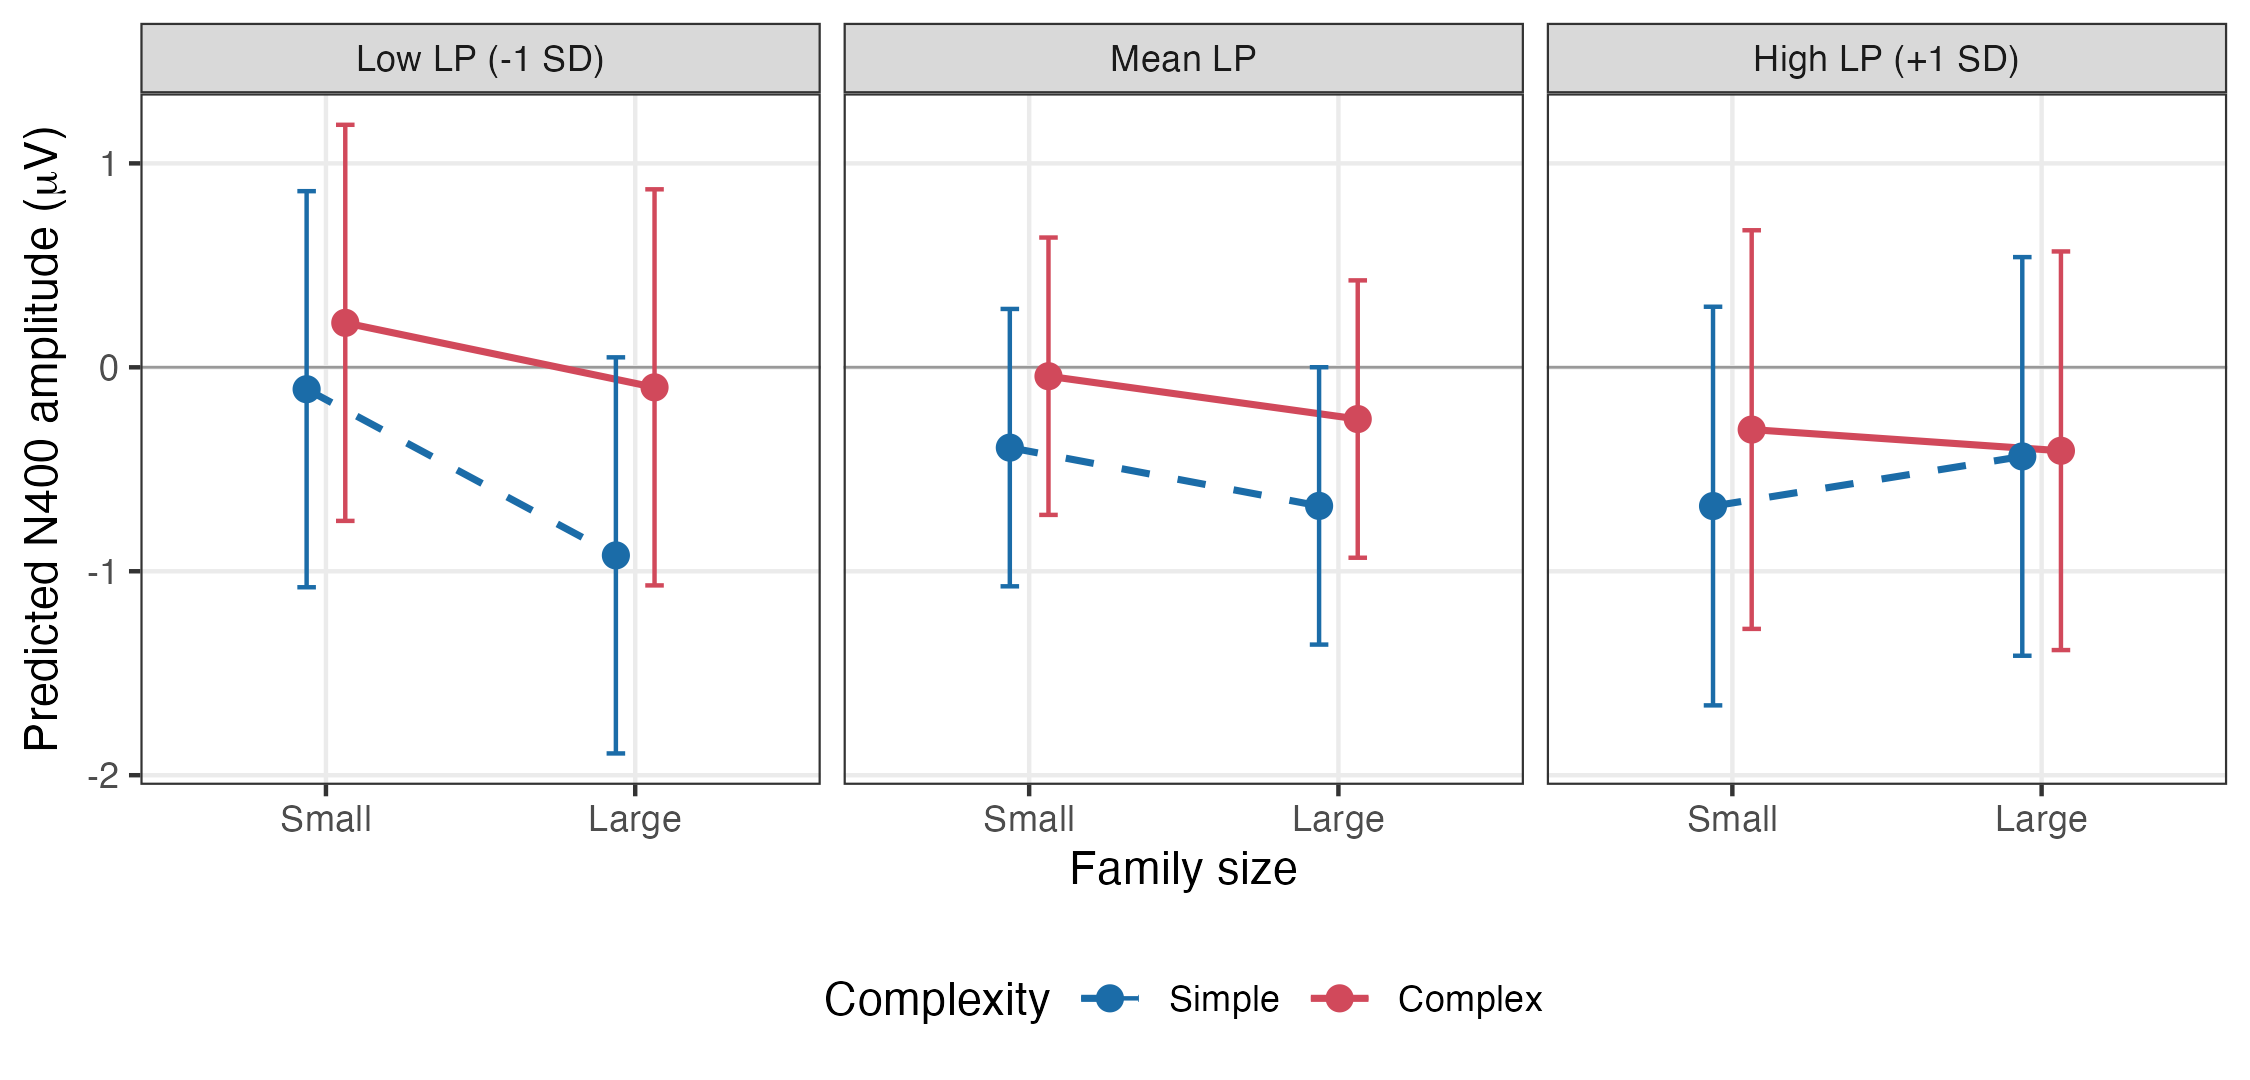 Low LP (-1 SD)
Mean LP
High LP (+1 SD)
Predicted N400 amplitude (μV)
1
0
-1
-2
Small
Large
Small
Large
Small
Large
Family size
Complexity
Simple
Complex